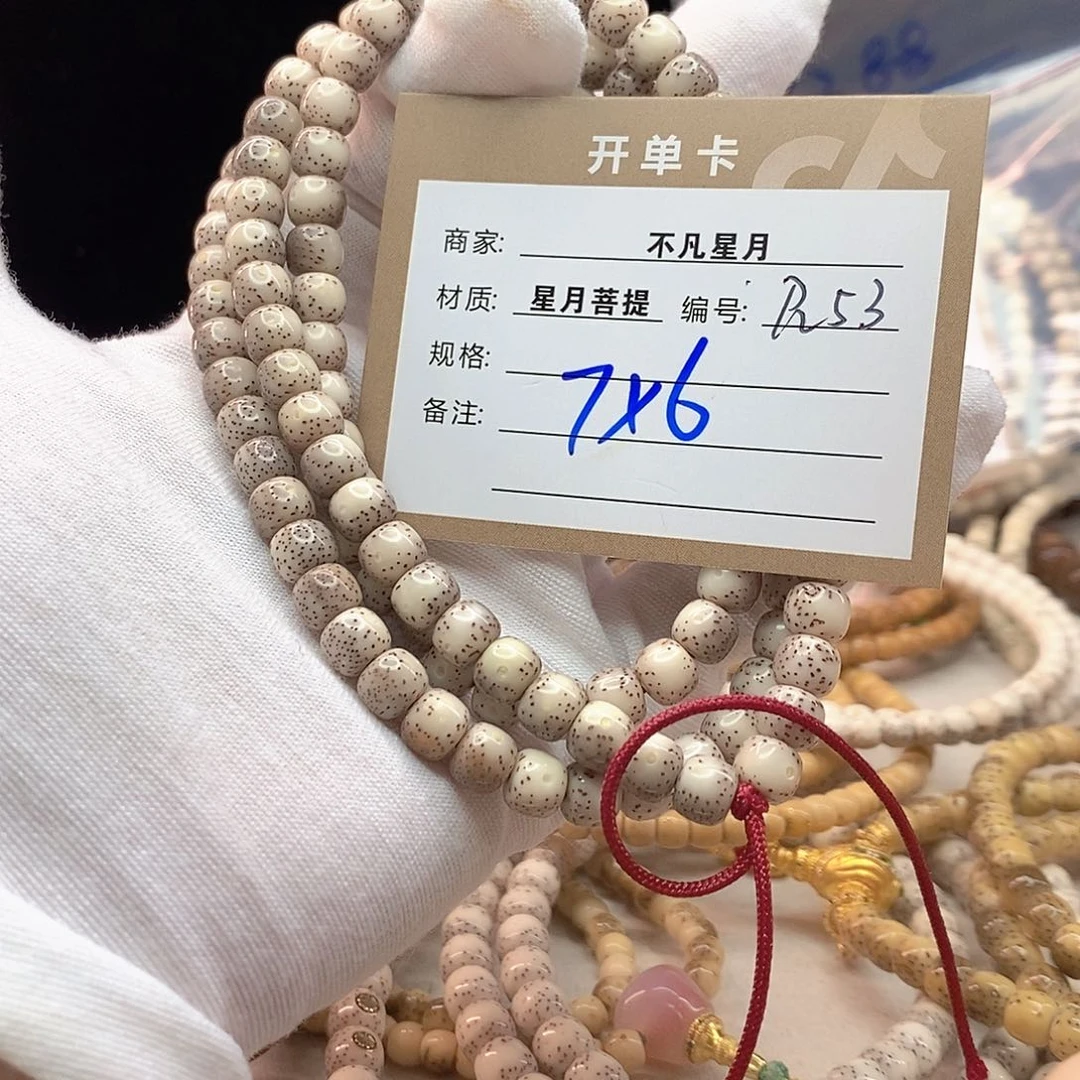 开单卡
商家: 不凡星月
材质: 星月菩提 编号: R53
规格:
备注: 7x6
88